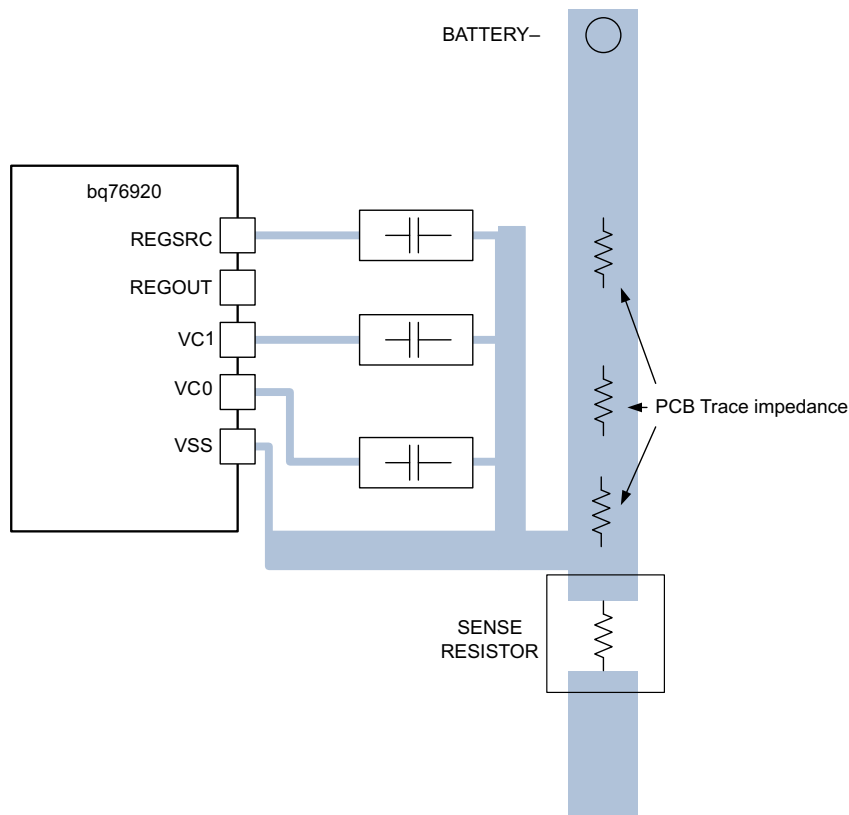 BATTERY–
bq76920
REGSRC
REGOUT
VC1
VC0
VSS
PCB Trace impedance
SENSE
RESISTOR